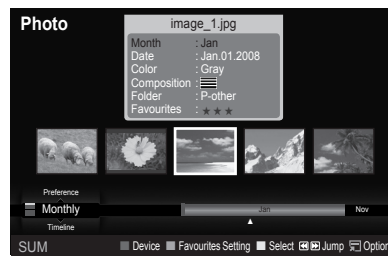 Photo
image_1.jpg
Month : Jan
Date : Jan.01.2008
Color : Gray
Composition :
Folder : P-other
Favourites : ★ ★ ★
Preference
Monthly
Jan
Nov
Timeline
SUM
Device
Favourites Setting
Select
Jump
Option